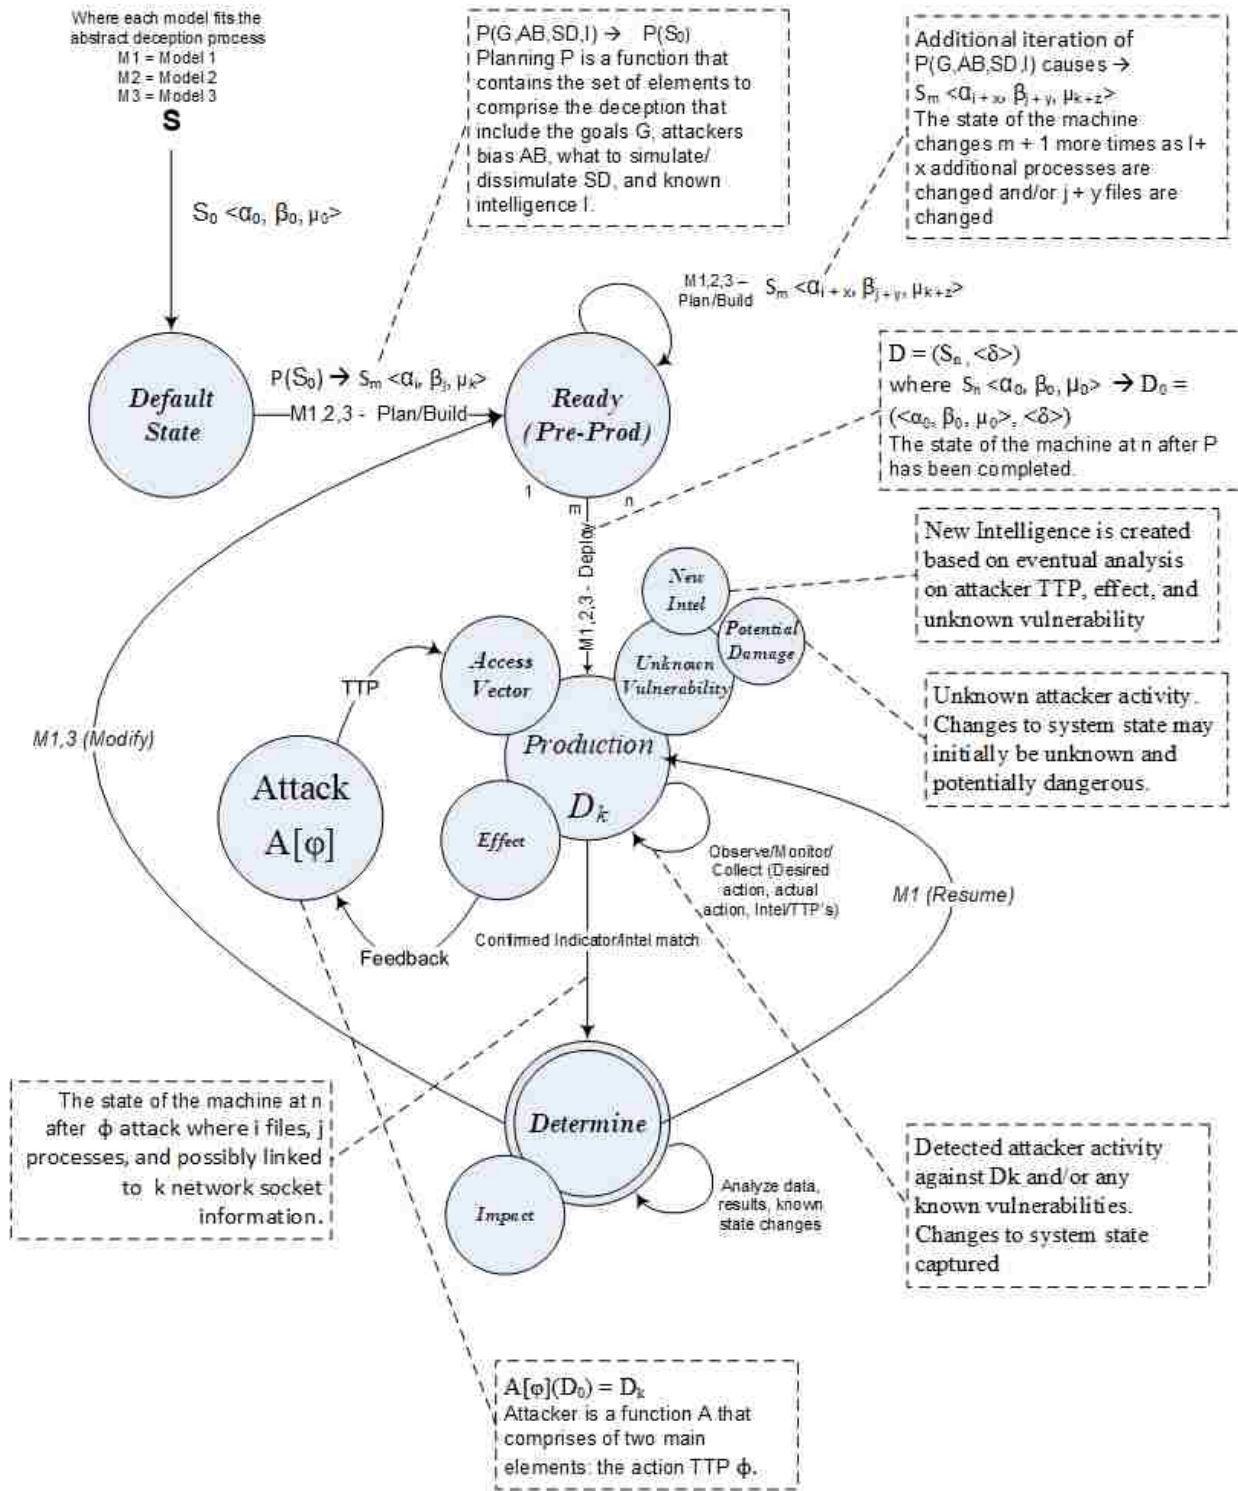 Where each model fits the
abstract deception process
M1 = Model 1
M2 = Model 2
M3 = Model 3
S
S₀ <α₀, β₀, μ₀>
P(G,AB,SD,I) → P(S₀)
Planning P is a function that
contains the set of elements to
comprise the deception that
include the goals G, attackers
bias AB, what to simulate/
dissimulate SD, and known
intelligence I.
Additional iteration of
P(G,AB,SD,I) causes →
Sₘ <αᵢ ₊ ₓ, βⱼ ₊ ᵧ, μₖ₊z>
The state of the machine
changes m + 1 more times as I+
x additional processes are
changed and/or j + y files are
changed
M1,2,3 –
Plan/Build
Sₘ <αᵢ ₊ ₓ, βⱼ ₊ ᵧ, μₖ₊z>
Default
State
P(S₀) → Sₘ <αᵢ, βⱼ, μₖ>
M1,2,3 - Plan/Build
Ready
(Pre-Prod)
1
m
n
D = (Sₙ, <δ>)
where Sₙ <α₀, β₀, μ₀> → D₀ =
(<α₀, β₀, μ₀>, <δ>)
The state of the machine at n after P
has been completed.
M1,2,3 - Deploy
New
Intel
Potential
Damage
Unknown
Vulnerability
Access
Vector
New Intelligence is created
based on eventual analysis
on attacker TTP, effect, and
unknown vulnerability
Unknown attacker activity.
Changes to system state may
initially be unknown and
potentially dangerous.
TTP
M1,3 (Modify)
Production
Dₖ
Attack
A[φ]
Effect
Observe/Monitor/
Collect (Desired
action, actual
action, Intel/TTP's)
M1 (Resume)
Feedback
Confirmed Indicator/Intel match
The state of the machine at n
after ϕ attack where i files, j
processes, and possibly linked
to k network socket
information.
Determine
Impact
Analyze data,
results, known
state changes
Detected attacker activity
against Dk and/or any
known vulnerabilities.
Changes to system state
captured
A[φ](D₀) = Dₖ
Attacker is a function A that
comprises of two main
elements: the action TTP ϕ.